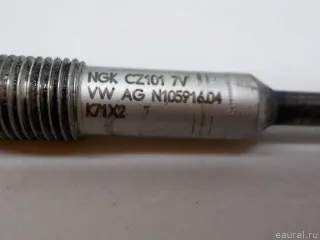 NGK CZ101 7V
VW AG N10591604
K71X2
eaural.ru